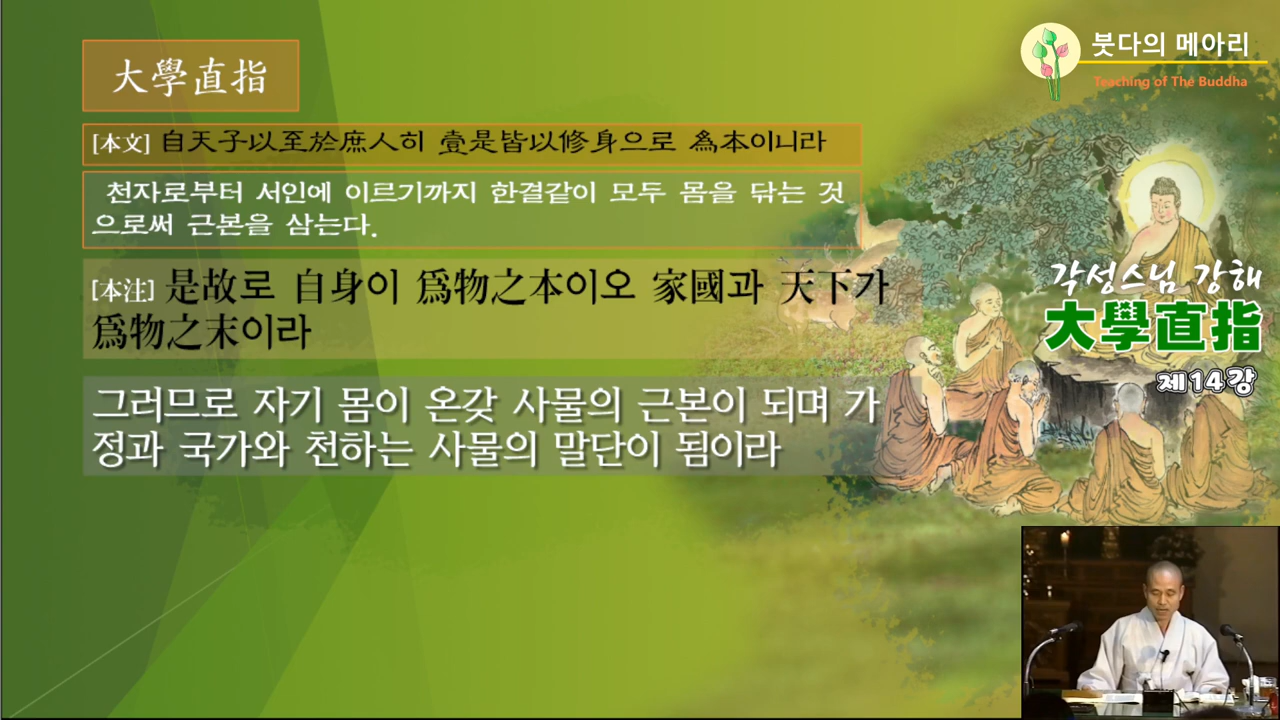 大學直指
[本文] 自天子以至於庶人히 壹是皆以修身으로 爲本이니라
천자로부터 서인에 이르기까지 한결같이 모두 몸을 닦는 것
으로써 근본을 삼는다.
[本注] 是故로 自身이 爲物之本이오 家國과 天下가
爲物之末이라
그러므로 자기 몸이 온갖 사물의 근본이 되며 가
정과 국가와 천하는 사물의 말단이 됨이라
붓다의 메아리
Teaching of The Buddha
각성스님 강해
大學直指
제14강